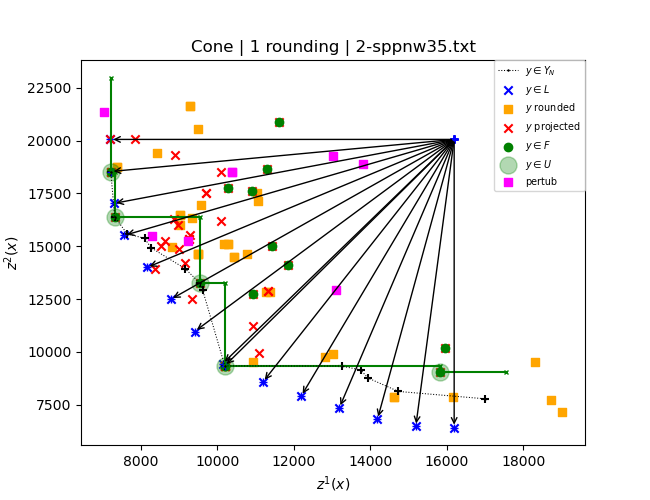 Cone | 1 rounding | 2-sppnw35.txt
z²(x)
22500
20000
17500
15000
12500
10000
7500
8000 10000 12000 14000 16000 18000
z¹(x)
y ∈ Y_N
y ∈ L
y rounded
y projected
y ∈ F
y ∈ U
pertub